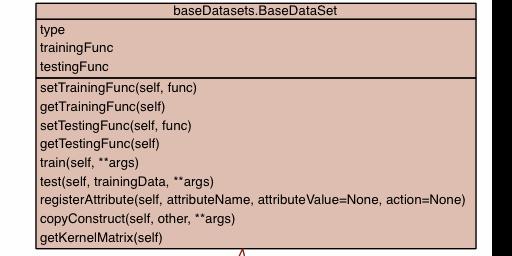 baseDatasets.BaseDataSet
type
trainingFunc
testingFunc
setTrainingFunc(self, func)
getTrainingFunc(self)
setTestingFunc(self, func)
getTestingFunc(self)
train(self, **args)
test(self, trainingData, **args)
registerAttribute(self, attributeName, attributeValue=None, action=None)
copyConstruct(self, other, **args)
getKernelMatrix(self)